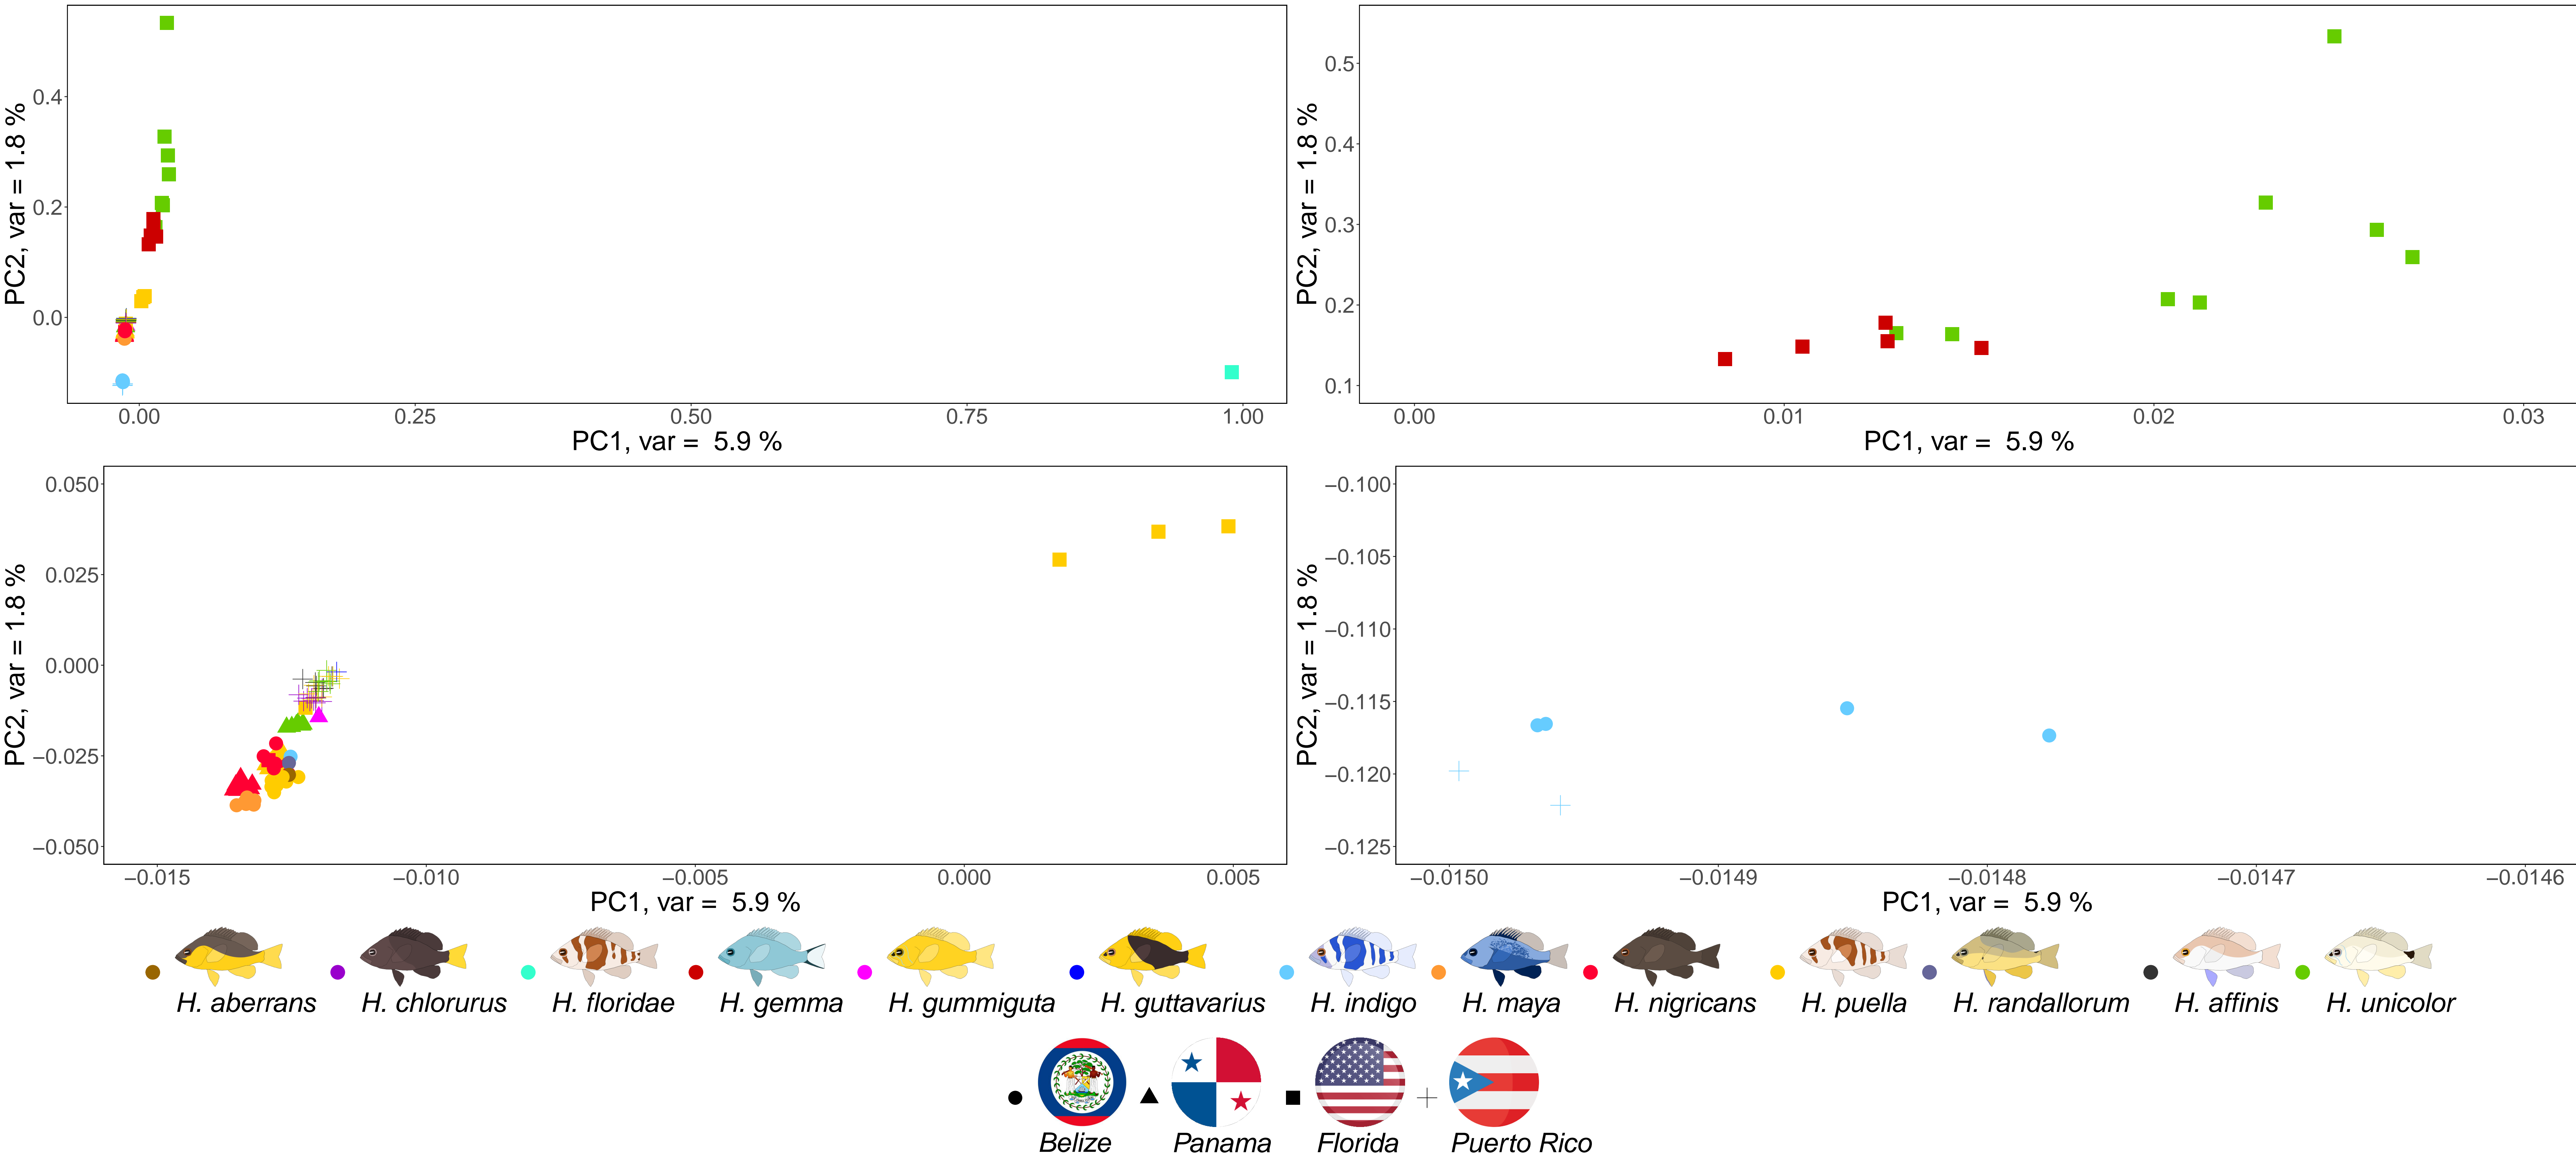 PC2, var = 1.8 %
0.4
0.2
0.0
0.00 0.25 0.50 0.75 1.00
PC1, var = 5.9 %
PC2, var = 1.8 %
0.5
0.4
0.3
0.2
0.1
0.00 0.01 0.02 0.03
PC1, var = 5.9 %
PC2, var = 1.8 %
0.050
0.025
0.000
−0.025
−0.050
−0.015 −0.010 −0.005 0.000 0.005
PC1, var = 5.9 %
PC2, var = 1.8 %
−0.100
−0.105
−0.110
−0.115
−0.120
−0.125
−0.0150 −0.0149 −0.0148 −0.0147 −0.0146
PC1, var = 5.9 %
H. aberrans H. chlorurus H. floridae H. gemma H. gummiguta H. guttavarius H. indigo H. maya H. nigricans H. puella H. randallorum H. affinis H. unicolor
Belize Panama Florida Puerto Rico